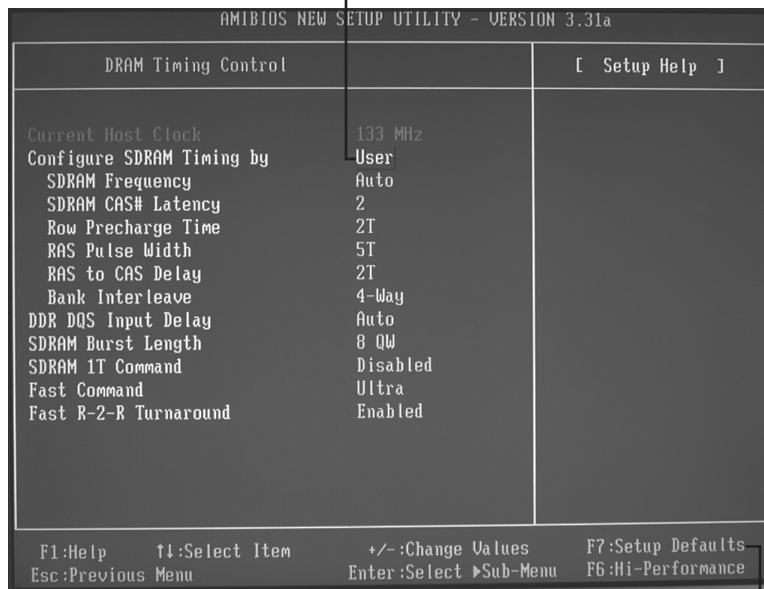 AMIBIOS NEW SETUP UTILITY - VERSION 3.31a
DRAM Timing Control
[ Setup Help ]
Current Host Clock 133 MHz
Configure SDRAM Timing by User
SDRAM Frequency Auto
SDRAM CAS# Latency 2
Row Precharge Time 2T
RAS Pulse Width 5T
RAS to CAS Delay 2T
Bank Interleave 4-Way
DDR DQS Input Delay Auto
SDRAM Burst Length 8 QW
SDRAM 1T Command Disabled
Fast Command Ultra
Fast R-2-R Turnaround Enabled
F1:Help ↑↓:Select Item +/-:Change Values F7:Setup Defaults
Esc:Previous Menu Enter:Select ▶Sub-Menu F6:Hi-Performance